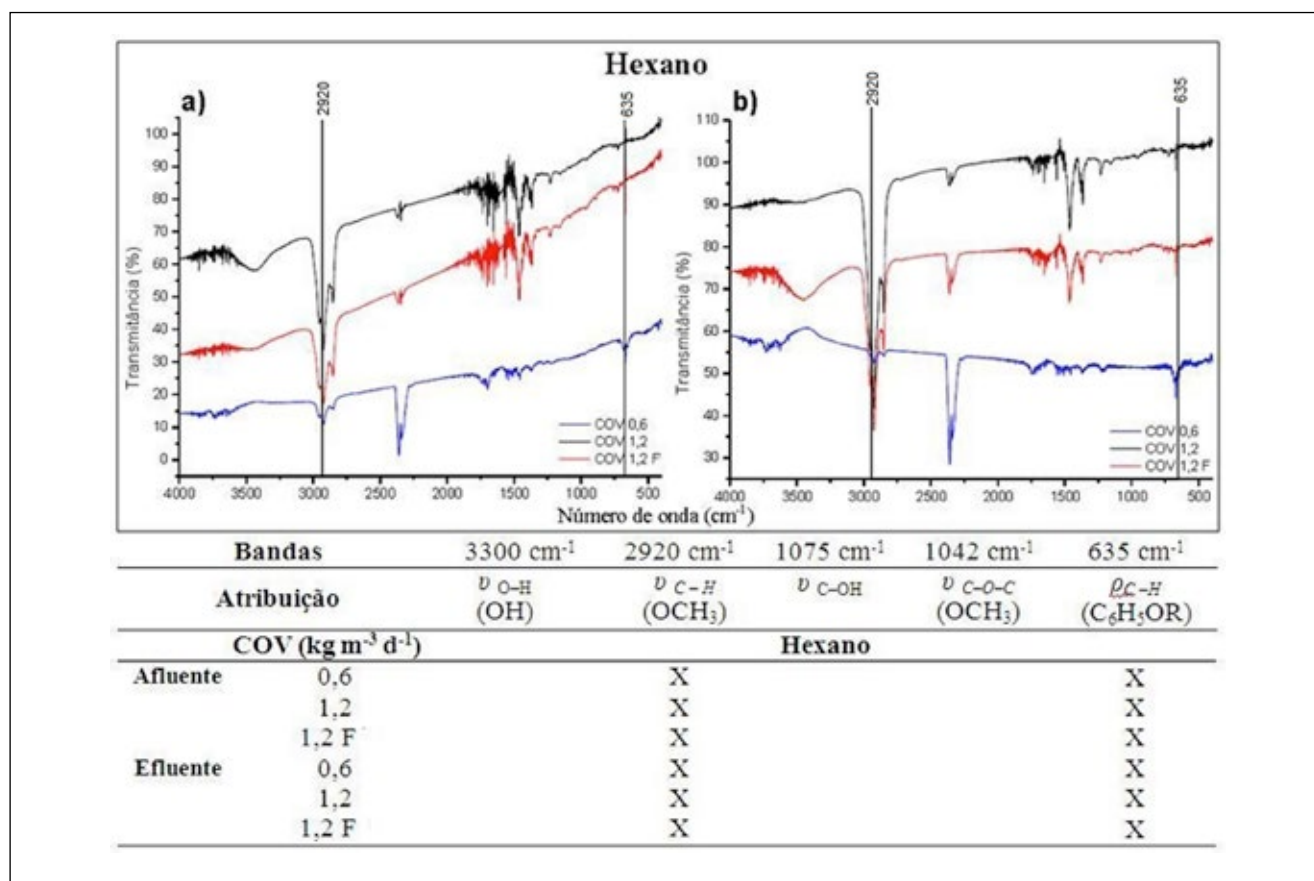 Hexano
a)
2920
635
Transmitância (%)
100
90
80
70
60
50
40
30
20
10
0
COV 0,6
COV 1,2
COV 1,2 F
4000 3500 3000 2500 2000 1500 1000 500
b)
2920
635
Transmitância (%)
110
100
90
80
70
60
50
40
30
COV 0,6
COV 1,2
COV 1,2 F
4000 3500 3000 2500 2000 1500 1000 500
Número de onda (cm⁻¹)
Bandas 3300 cm⁻¹ 2920 cm⁻¹ 1075 cm⁻¹ 1042 cm⁻¹ 635 cm⁻¹
Atribuição υ O–H υ C–H υ C–OH υ C–O–C ρC–H
(OH) (OCH₃) (OCH₃) (C₆H₅OR)
COV (kg m⁻³ d⁻¹) Hexano
Afluente 0,6 X X
1,2 X X
1,2 F X X
Efluente 0,6 X X
1,2 X X
1,2 F X X